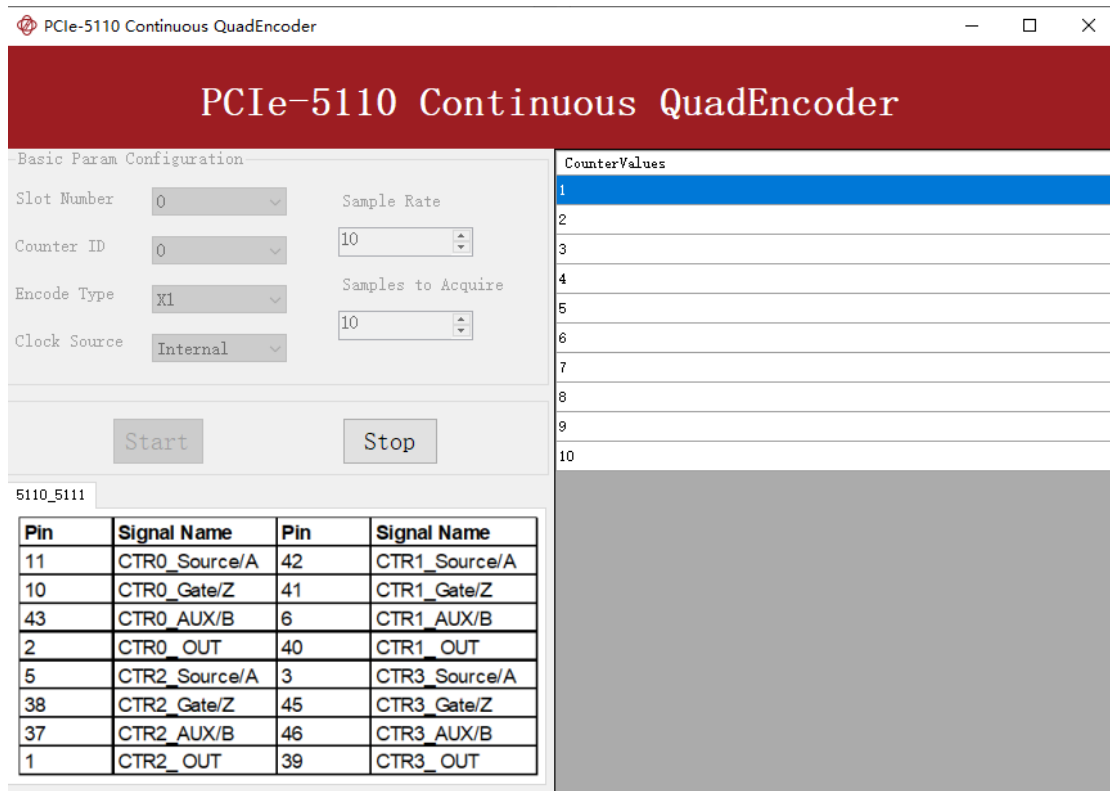 PCIe-5110 Continuous QuadEncoder
PCIe-5110 Continuous QuadEncoder
Basic Param Configuration
Slot Number 0
Counter ID 0
Encode Type X1
Clock Source Internal
Sample Rate
10
Samples to Acquire
10
Start Stop
5110_5111
Pin Signal Name Pin Signal Name
11 CTR0_Source/A 42 CTR1_Source/A
10 CTR0_Gate/Z 41 CTR1_Gate/Z
43 CTR0_AUX/B 6 CTR1_AUX/B
2 CTR0_ OUT 40 CTR1_ OUT
5 CTR2_Source/A 3 CTR3_Source/A
38 CTR2_Gate/Z 45 CTR3_Gate/Z
37 CTR2_AUX/B 46 CTR3_AUX/B
1 CTR2_ OUT 39 CTR3_ OUT
CounterValues
1
2
3
4
5
6
7
8
9
10